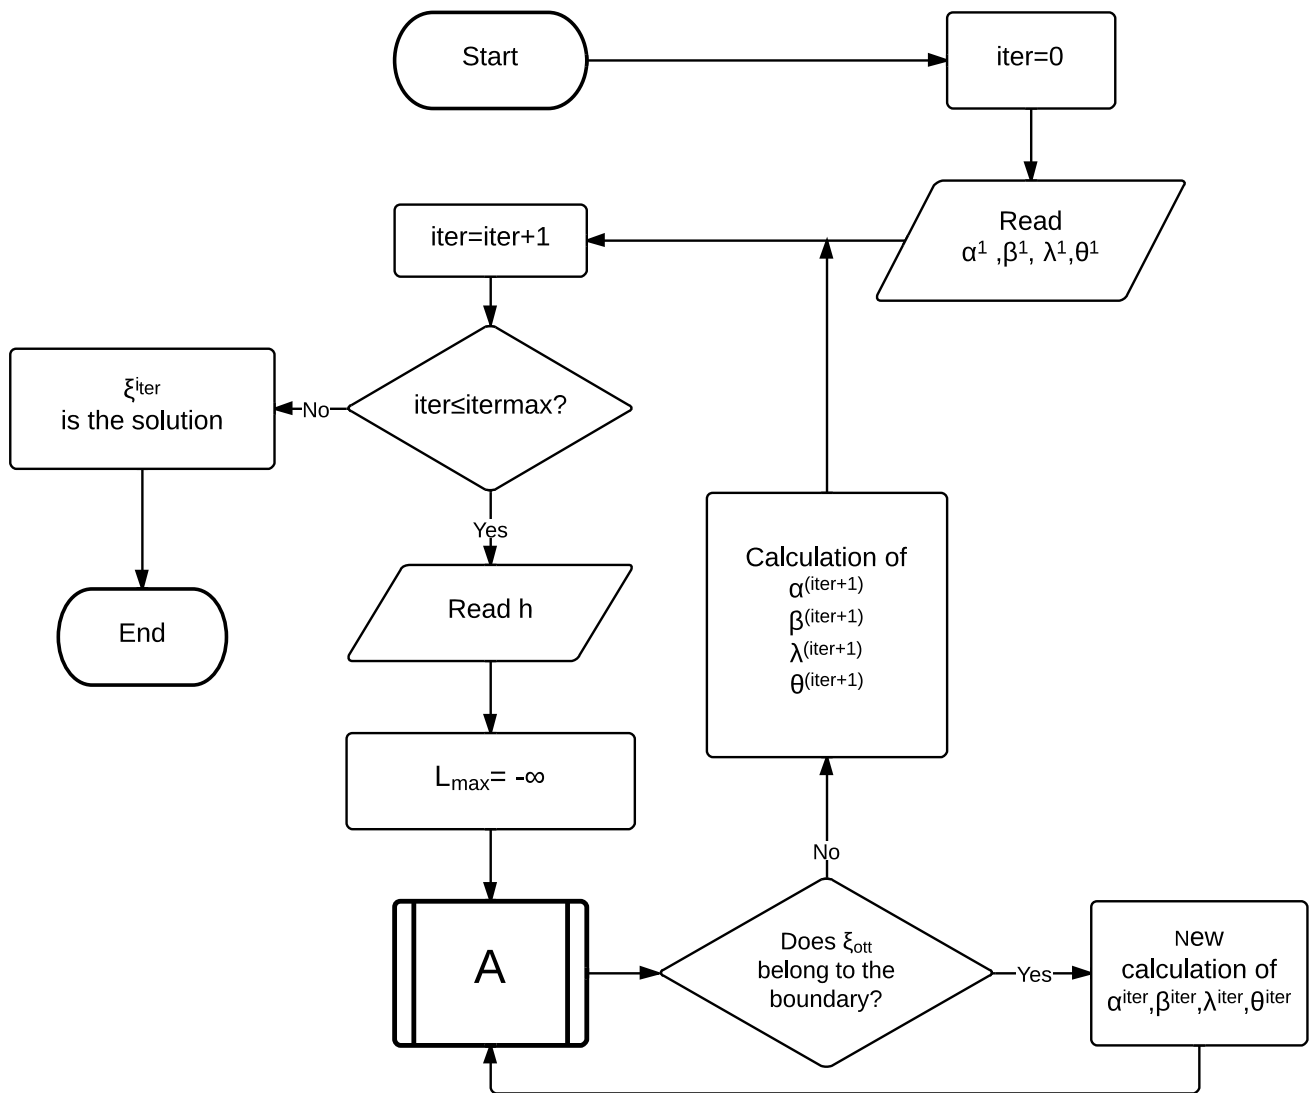 Start
iter=0
Read
α¹ ,β¹, λ¹,θ¹
iter=iter+1
iter≤itermax?
No
ξⁱᵗᵉʳ
is the solution
End
Yes
Read h
Lₘₐₓ= -∞
A
Does ξₒₜₜ
belong to the
boundary?
No
Calculation of
α⁽ⁱᵗᵉʳ⁺¹⁾
β⁽ⁱᵗᵉʳ⁺¹⁾
λ⁽ⁱᵗᵉʳ⁺¹⁾
θ⁽ⁱᵗᵉʳ⁺¹⁾
Yes
New
calculation of
αⁱᵗᵉʳ,βⁱᵗᵉʳ,λⁱᵗᵉʳ,θⁱᵗᵉʳ